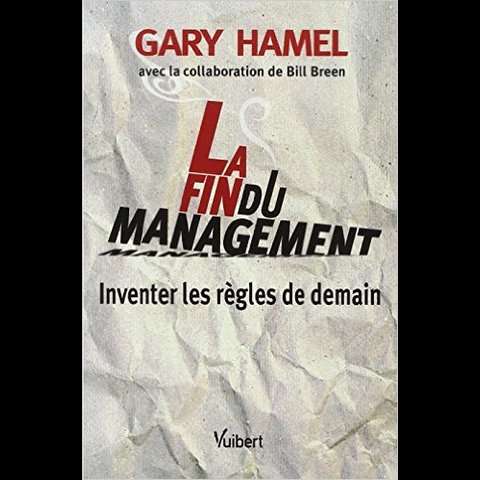 GARY HAMEL
avec la collaboration de Bill Breen
LA
FIN DU
MANAGEMENT
Inventer les règles de demain
Vuibert